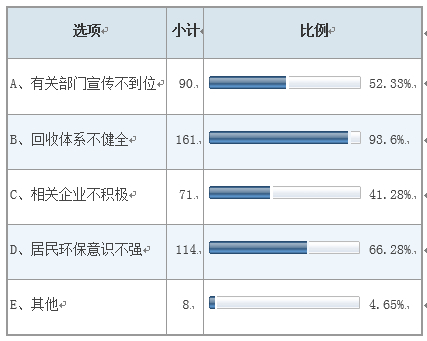 选项 小计 比例
A、有关部门宣传不到位 90 52.33%
B、回收体系不健全 161 93.6%
C、相关企业不积极 71 41.28%
D、居民环保意识不强 114 66.28%
E、其他 8 4.65%